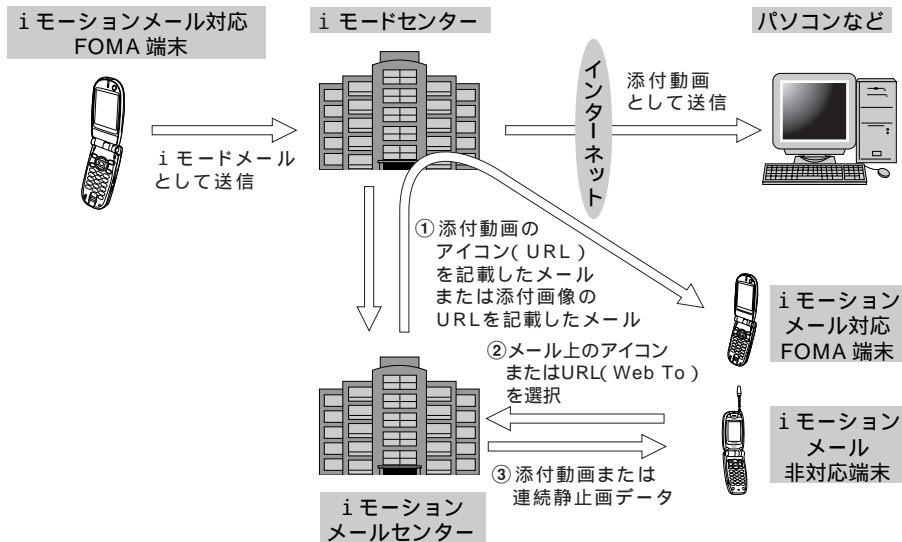 iモーションメール対応
FOMA端末
iモードセンター
パソコンなど
iモードメール
として送信
インターネット
添付動画
として送信
①添付動画の
アイコン(URL)
を記載したメール
または添付画像の
URLを記載したメール
iモーション
メール対応
FOMA端末
②メール上のアイコン
またはURL(Web To)
を選択
iモーション
メール
非対応端末
③添付動画または
連続静止画データ
iモーション
メールセンター